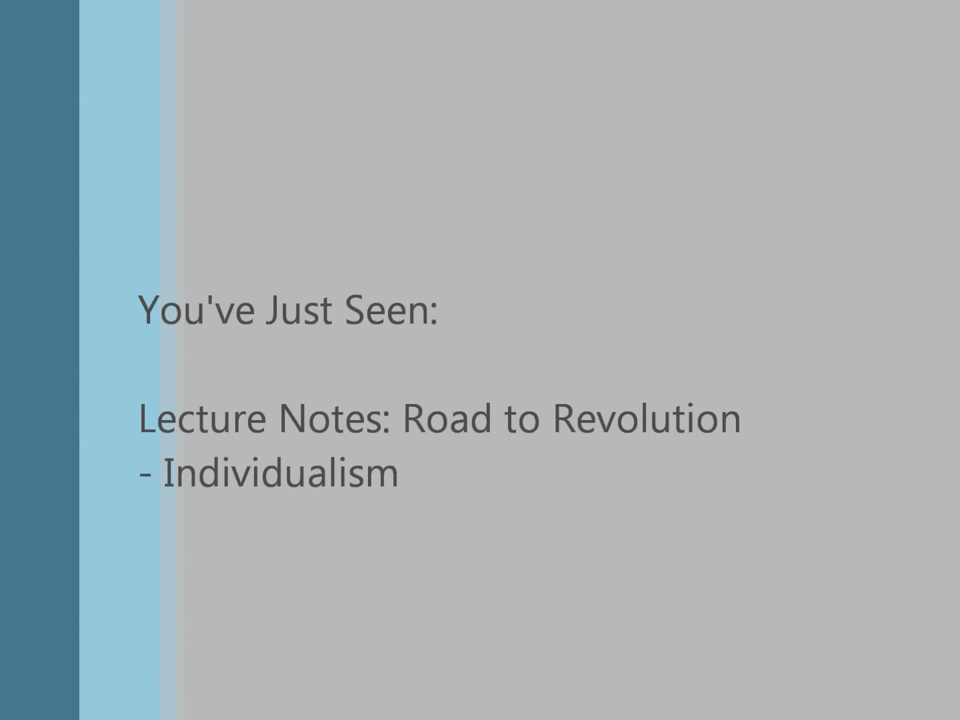 You've Just Seen:
Lecture Notes: Road to Revolution
- Individualism